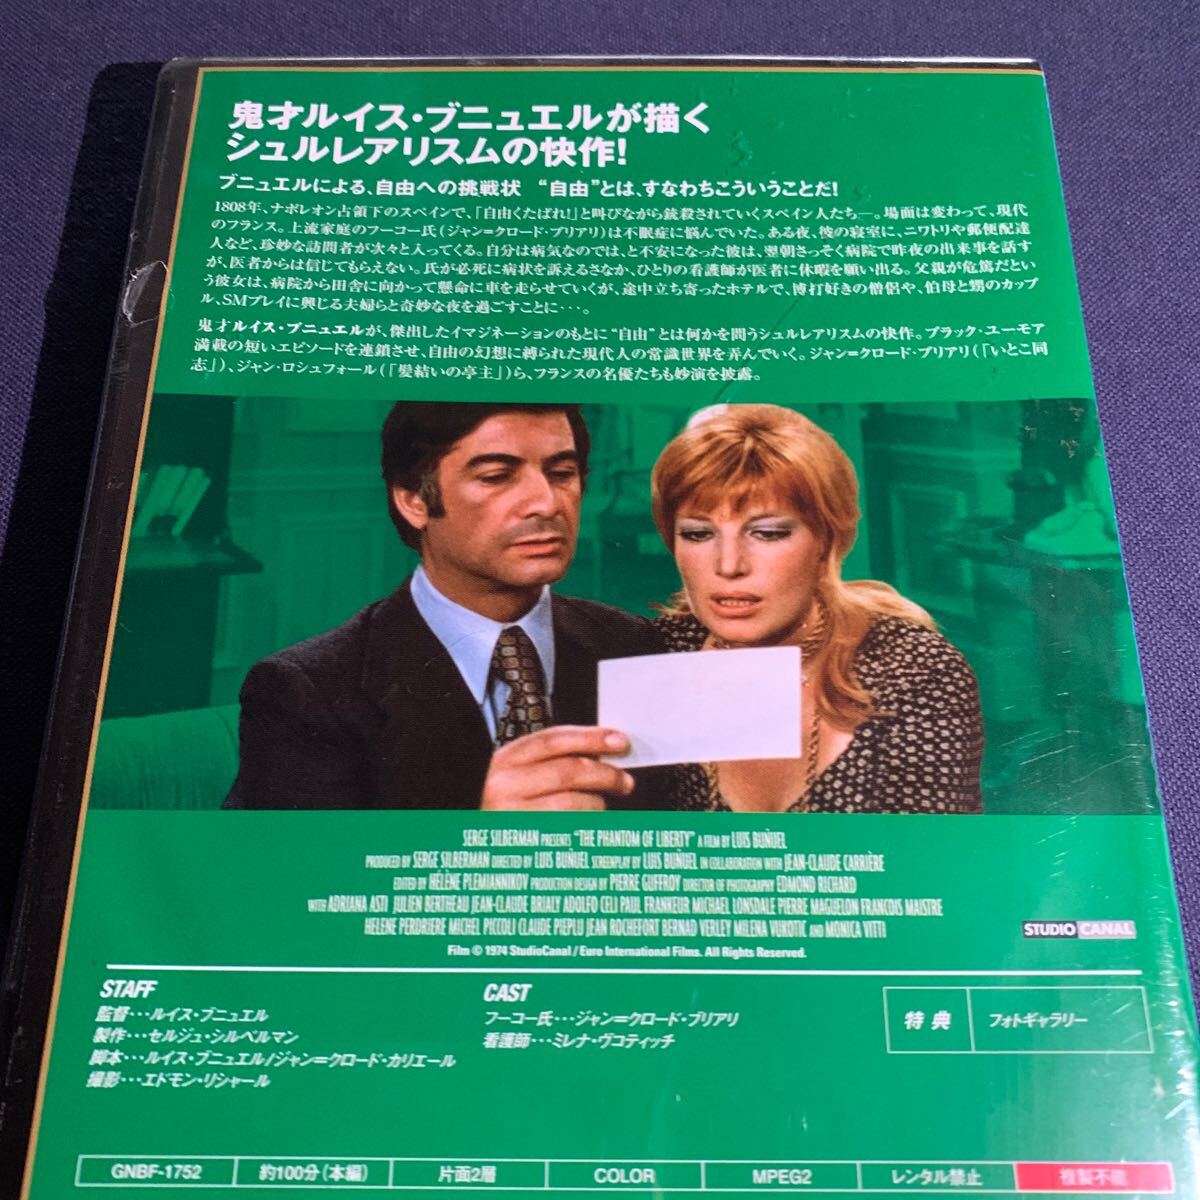 鬼才ルイス・ブニュエルが描く
シュルレアリスムの快作!
ブニュエルによる、自由への挑戦状 “自由”とは、すなわちこういうことだ!
1808年、ナポレオン占領下のスペインで、「自由くたばれ!」と叫びながら銃殺されていくスペイン人たち―。場面は変わって、現代
のフランス。上流家庭のフーコー氏(ジャン=クロード・ブリアリ)は不眠症に悩んでいた。ある夜、彼の寝室に、ニワトリや郵便配達
人など、珍妙な訪問者が次々と入ってくる。自分は病気なのでは、と不安になった彼は、翌朝さっそく病院で昨夜の出来事を話す
が、医者からは信じてもらえない。氏が必死に病状を訴えるさなか、ひとりの看護師が医者に休暇を願い出る。父親が危篤だとい
う彼女は、病院から田舎に向かって懸命に車を走らせていくが、途中立ち寄ったホテルで、博打好きの僧侶や、伯母と甥のカップ
ル、SMプレイに興じる夫婦らと奇妙な夜を過ごすことに・・・。
鬼才ルイス・ブニュエルが、傑出したイマジネーションのもとに“自由”とは何かを問うシュルレアリスムの快作。ブラック・ユーモア
満載の短いエピソードを連鎖させ、自由の幻想に縛られた現代人の常識世界を弄んでいく。ジャン=クロード・ブリアリ(「いとこ同
志」)、ジャン・ロシュフォール(「髪結いの亭主」)ら、フランスの名優たちも妙演を披露。
SERGE SILBERMAN PRESENTS "THE PHANTOM OF LIBERTY" A FILM BY LUIS BUÑUEL
PRODUCED BY SERGE SILBERMAN DIRECTED BY LUIS BUÑUEL SCREENPLAY BY LUIS BUÑUEL IN COLLABORATION WITH JEAN-CLAUDE CARRIÈRE
EDITED BY HÉLÈNE PLEMIANNIKOV PRODUCTION DESIGN BY PIERRE GUFFROY DIRECTOR OF PHOTOGRAPHY EDMOND RICHARD
WITH ADRIANA ASTI JULIEN BERTHEAU JEAN-CLAUDE BRIALY ADOLFO CELI PAUL FRANKEUR MICHAEL LONSDALE PIERRE MAGUELON FRANCOIS MAISTRE
HELENE PERDRIERE MICHEL PICCOLI CLAUDE PIEPLU JEAN ROCHEFORT BERNAD VERLEY MILENA VUKOTIC AND MONICA VITTI
STUDIO CANAL
Film © 1974 StudioCanal / Euro International Films. All Rights Reserved.
STAFF
監督・・・ルイス・ブニュエル
製作・・・セルジュ・シルベルマン
脚本・・・ルイス・ブニュエル/ジャン=クロード・カリエール
撮影・・・エドモン・リシャール
CAST
フーコー氏・・・ジャン=クロード・ブリアリ
看護師・・・ミレナ・ヴコティッチ
特典 フォトギャラリー
GNBF-1752 約100分(本編) 片面2層 COLOR MPEG2 レンタル禁止 複製不能